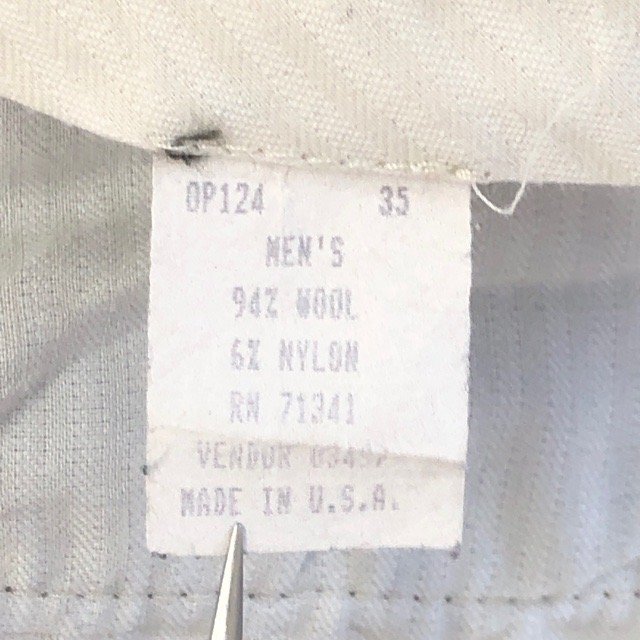 OP124 35
MEN'S
94% WOOL
6% NYLON
RN 71341
VENDOR
MADE IN U.S.A.